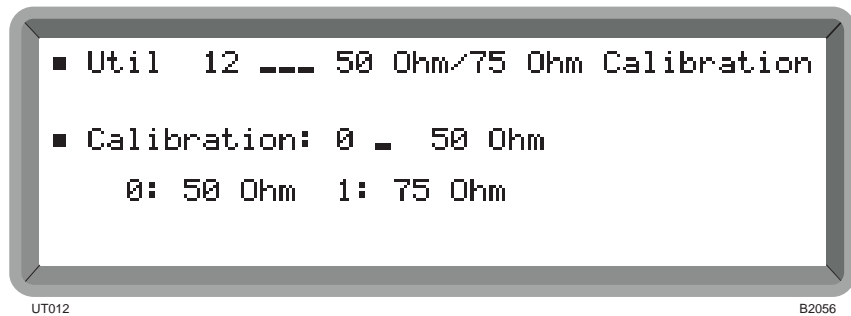 ▪ Util 12 ___ 50 Ohm/75 Ohm Calibration
▪ Calibration: 0 _ 50 Ohm
0: 50 Ohm 1: 75 Ohm
UT012 B2056